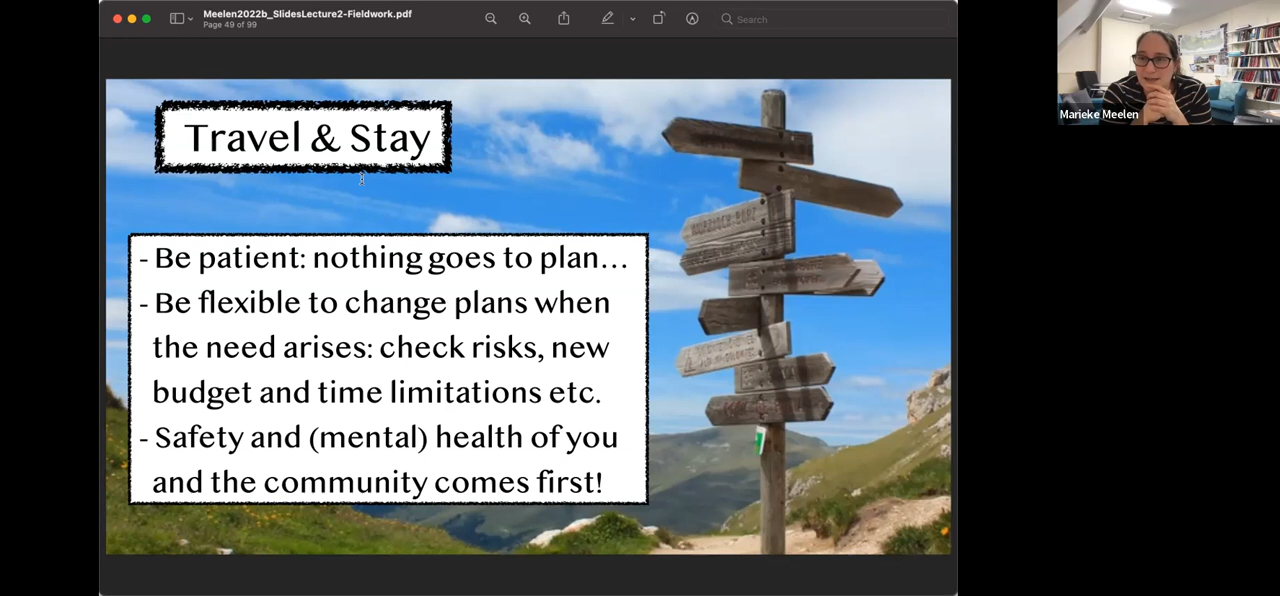 Meelen2022b_SlidesLecture2-Fieldwork.pdf
Page 49 of 99
Search
Marieke Meelen
Travel & Stay
- Be patient: nothing goes to plan…
- Be flexible to change plans when
the need arises: check risks, new
budget and time limitations etc.
- Safety and (mental) health of you
and the community comes first!